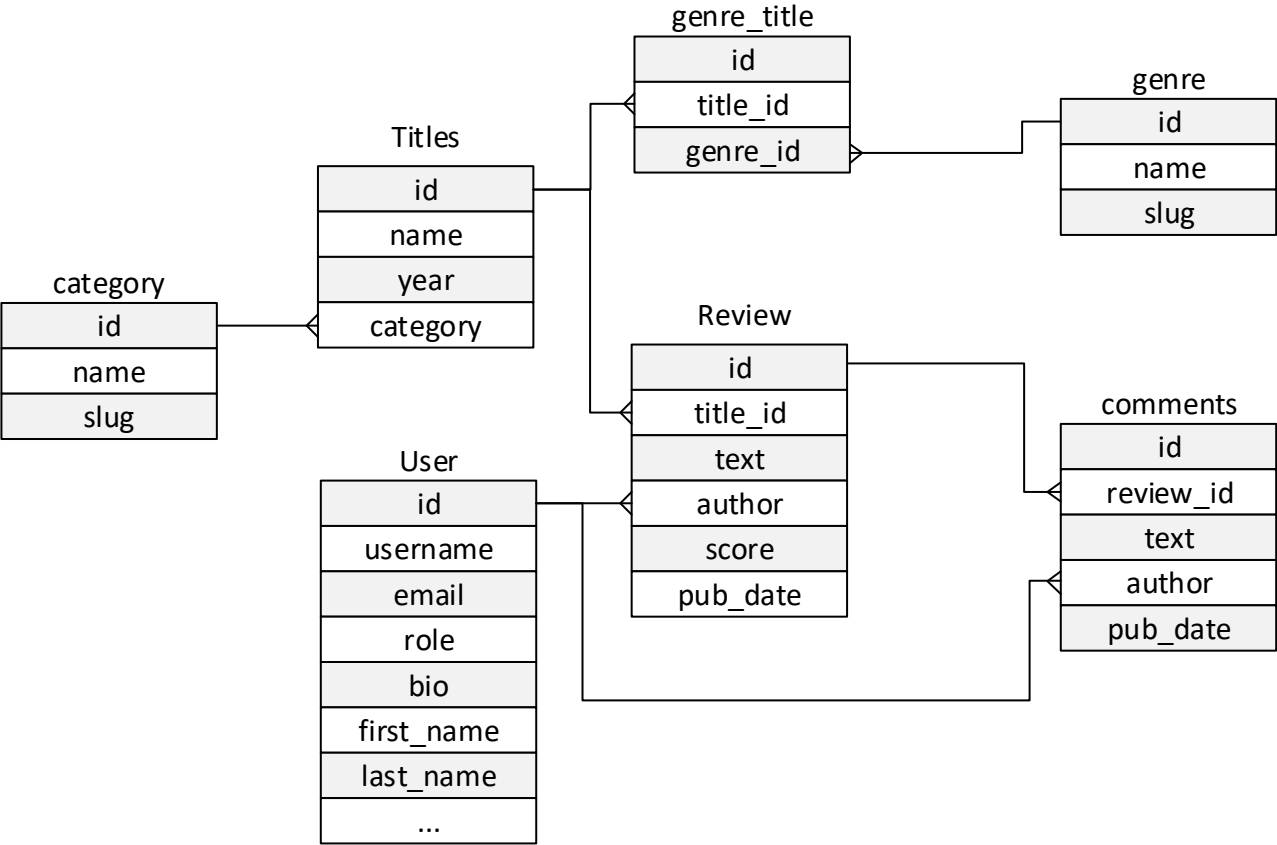 genre_title
id
title_id
genre_id
genre
id
name
slug
Titles
id
name
year
category
category
id
name
slug
Review
id
title_id
text
author
score
pub_date
comments
id
review_id
text
author
pub_date
User
id
username
email
role
bio
first_name
last_name
...